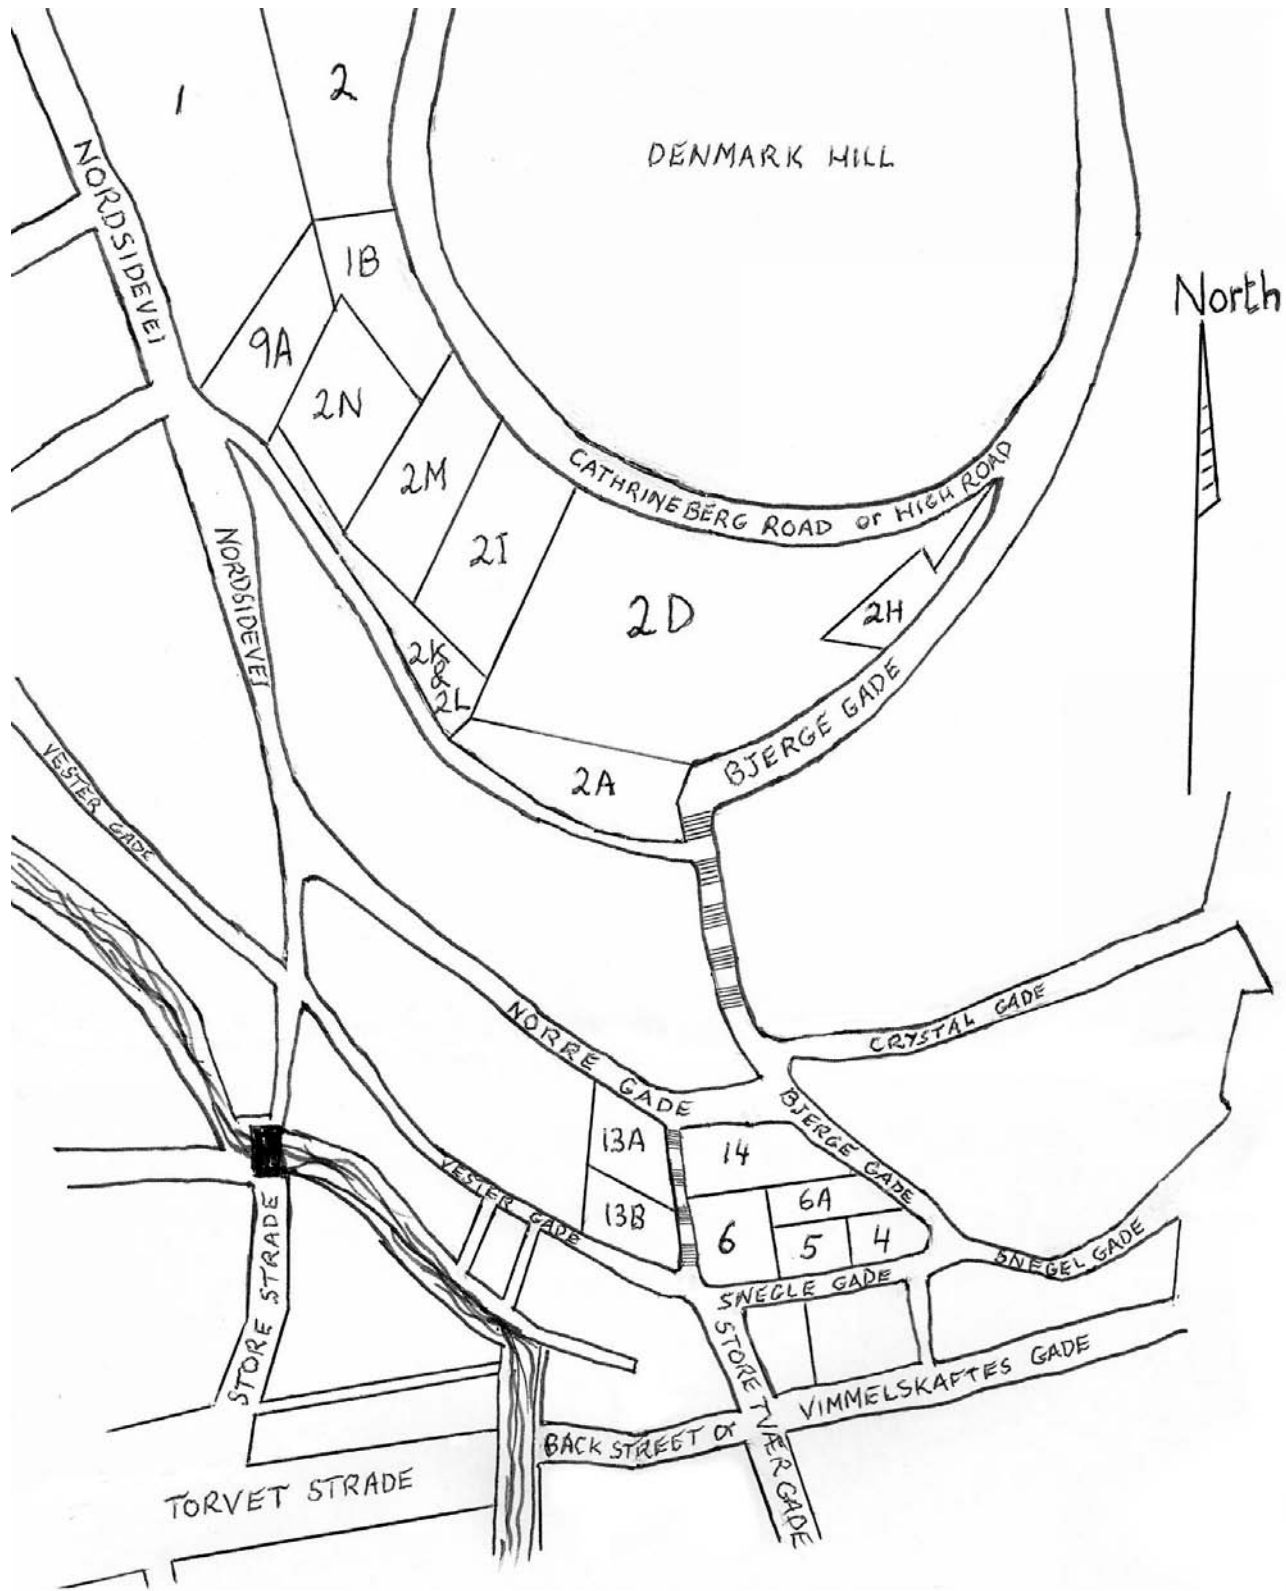 1
2
DENMARK HILL
NORDSIDEVEJ
1B
North
9A
2N
2M
CATHRINEBERG ROAD or HIGH ROAD
2I
NORDSIDEVEJ
2D
2H
2K
&
2L
BJERGE GADE
2A
VESTER GADE
NORRE GADE
CRYSTAL GADE
BJERGE GADE
13A
14
VESTER GADE
6A
13B
6
5
4
SNEGEL GADE
SNEGLE GADE
STORE STRADE
STORE TVÆR GADE
BACK STREET or VIMMELSKAFTES GADE
TORVET STRADE